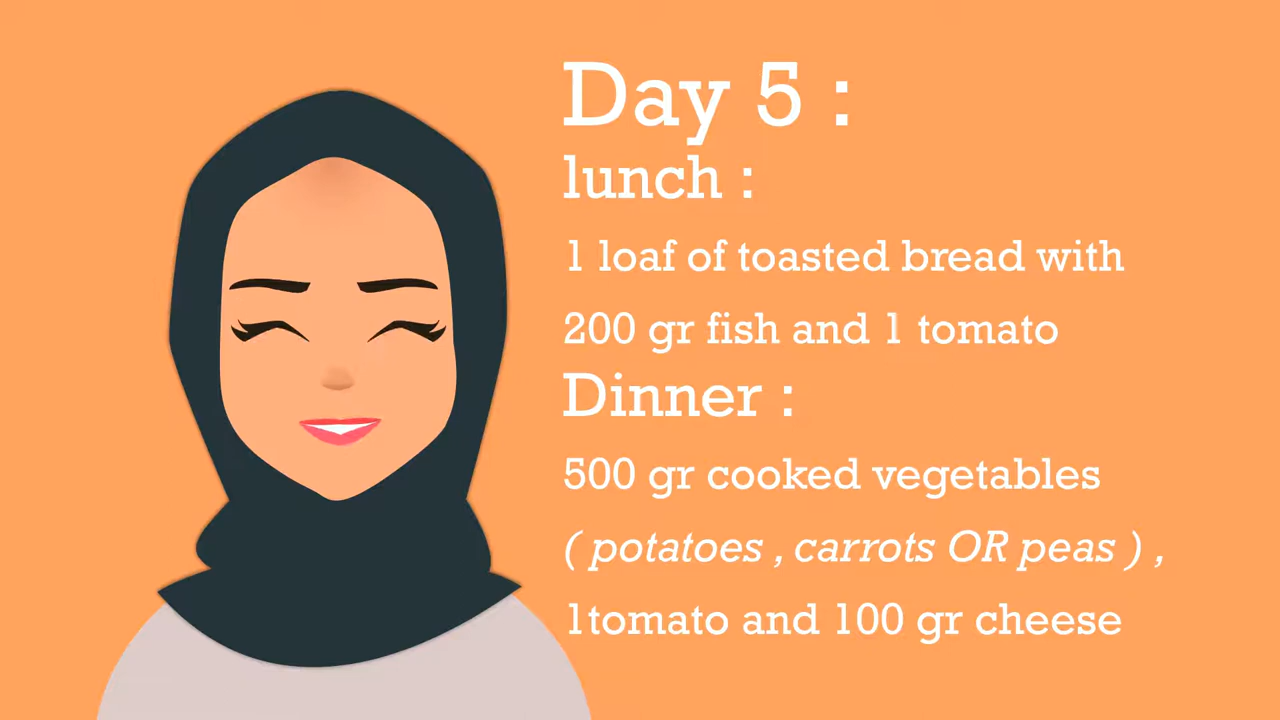 Day 5 :
lunch :
1 loaf of toasted bread with
200 gr fish and 1 tomato
Dinner :
500 gr cooked vegetables
( potatoes , carrots OR peas ) ,
1tomato and 100 gr cheese